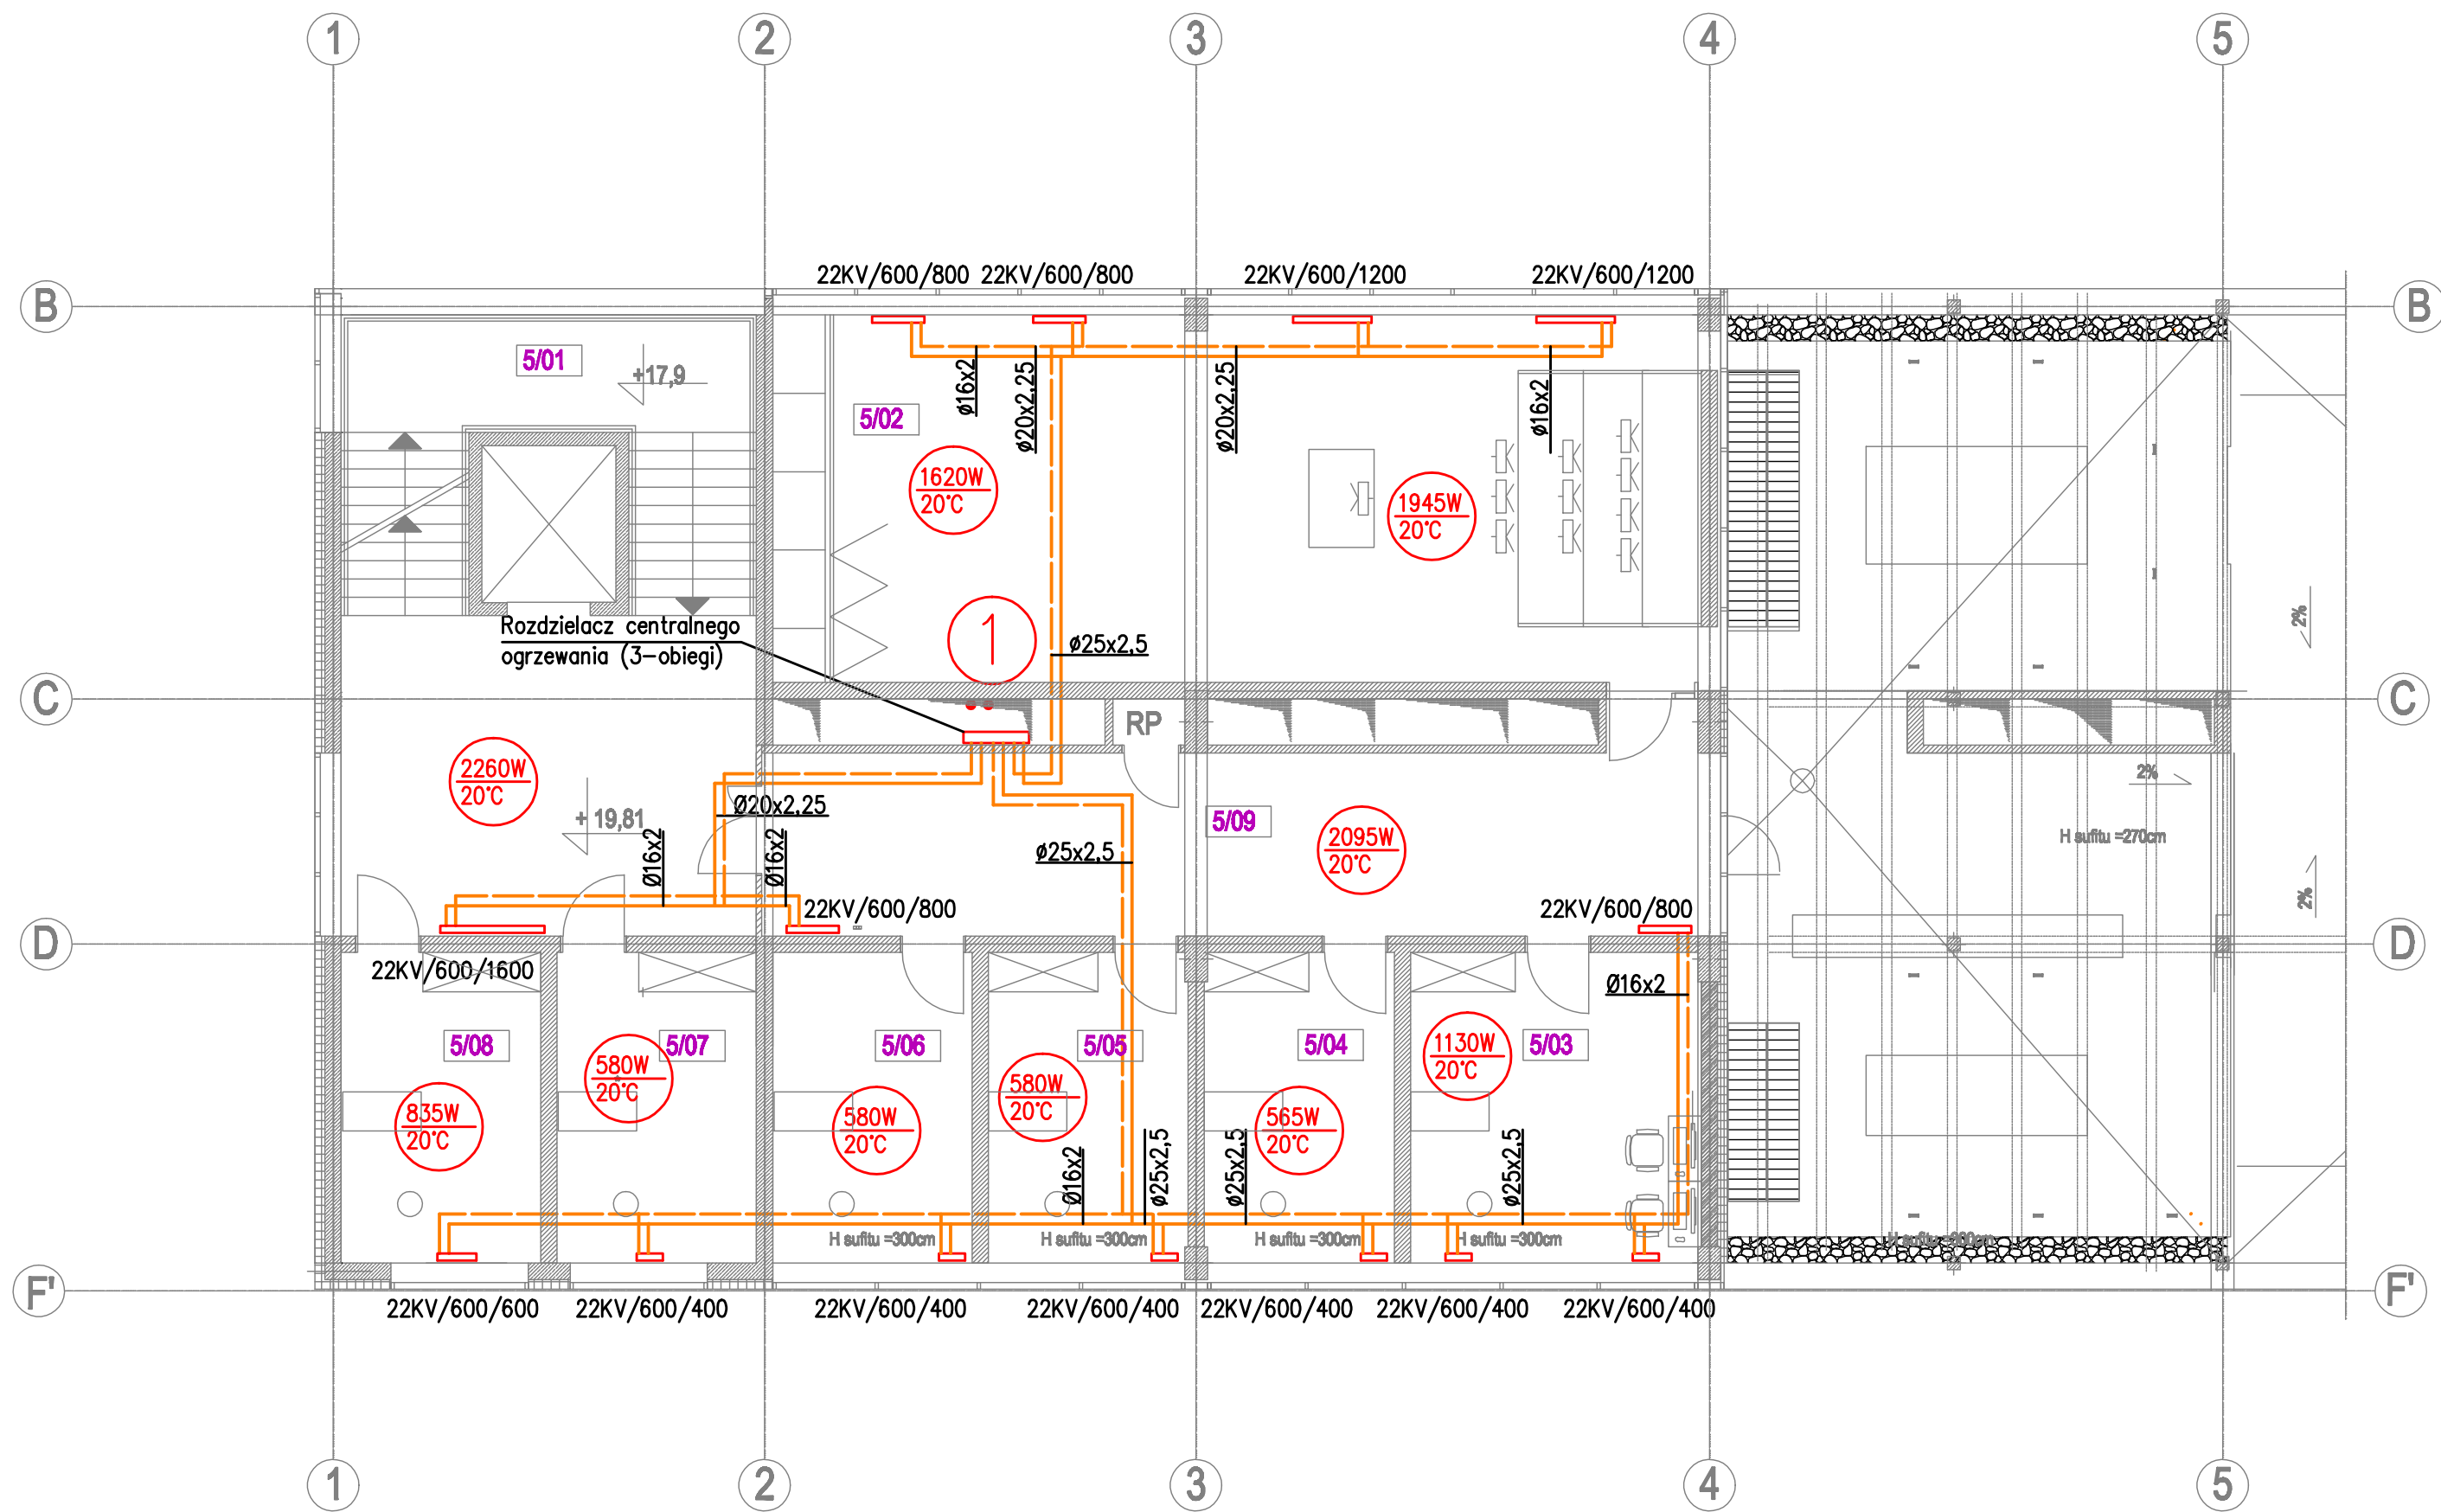 1 2 3 4 5
22KV/600/800 22KV/600/800 22KV/600/1200 22KV/600/1200
B B
5/01
+17,9
ø16x2
ø20x2,25
ø20x2,25
ø16x2
5/02
1620W
20°C
1945W
20°C
Rozdzielacz centralnego
ogrzewania (3-obiegi)
1
ø25x2,5
2%
C C
RP
2260W
20°C
2%
Ø20x2,25
+ 19,81
5/09
2095W
20°C
H sufitu =270cm
Ø16x2
Ø16x2
ø25x2,5
2%
22KV/600/800 22KV/600/800
D D
22KV/600/1600
Ø16x2
5/08 5/07 5/06 5/05 5/04 5/03
1130W
20°C
580W
20°C
580W
20°C
835W
20°C
580W
20°C
565W
20°C
Ø16x2
ø25x2,5
ø25x2,5
ø25x2,5
H sufitu =300cm H sufitu =300cm H sufitu =300cm H sufitu =300cm
F' F'
22KV/600/600 22KV/600/400 22KV/600/400 22KV/600/400 22KV/600/400 22KV/600/400 22KV/600/400
1 2 3 4 5